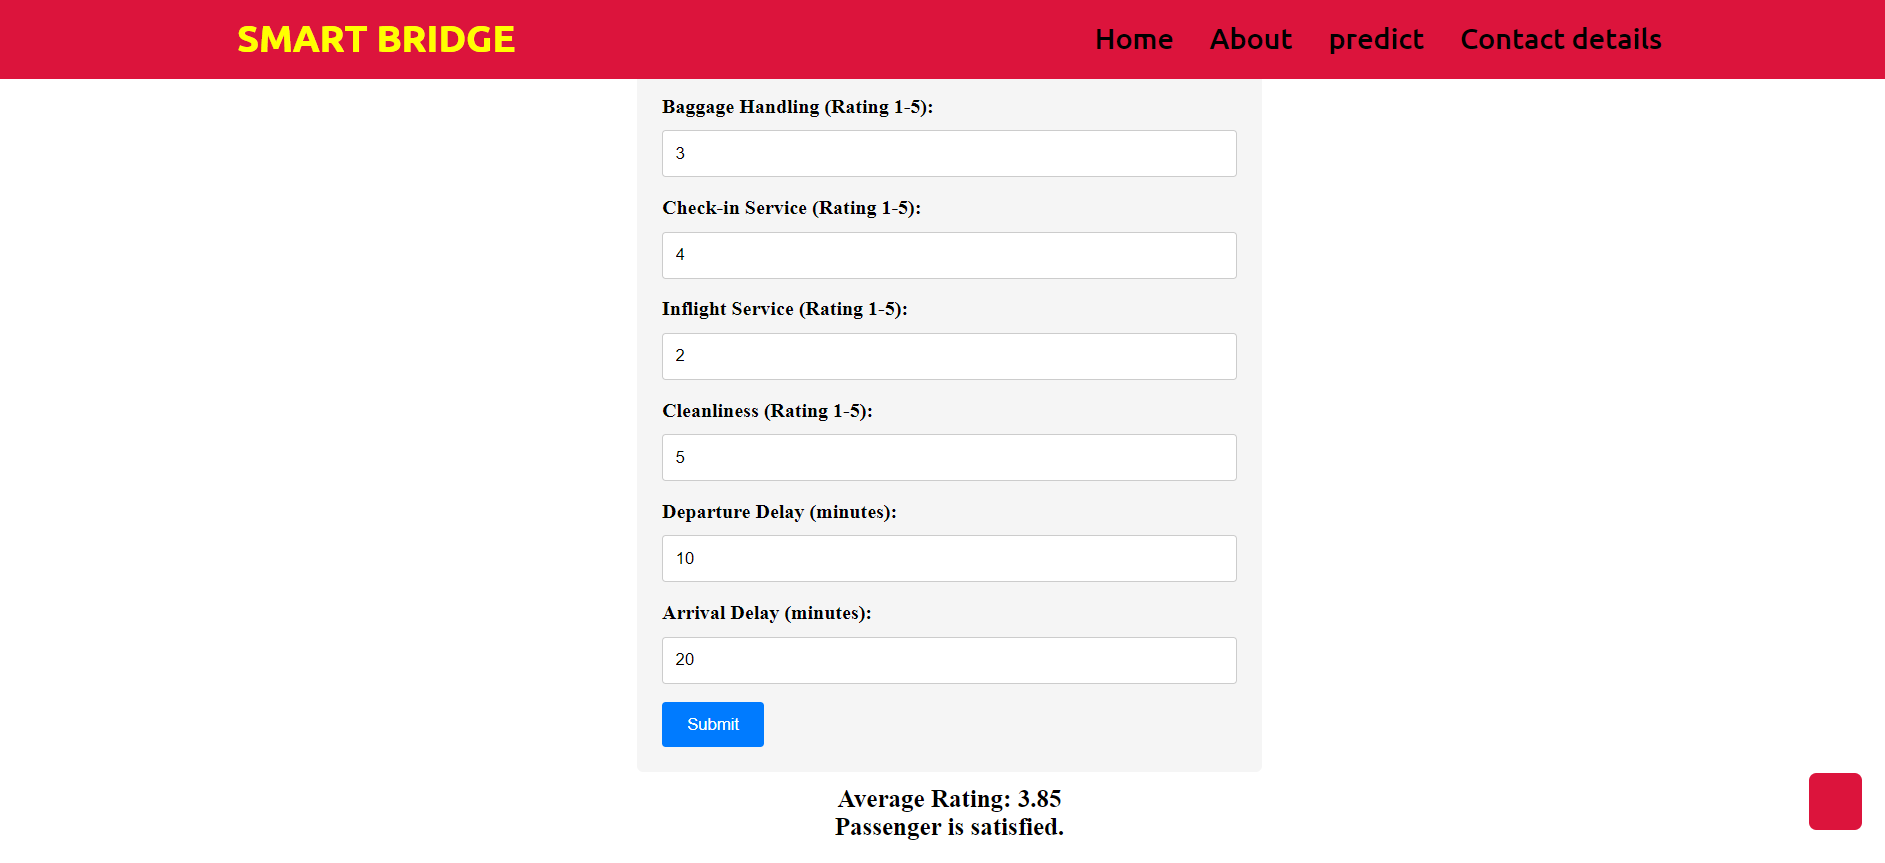 SMART BRIDGE
Home About predict Contact details
Baggage Handling (Rating 1-5):
3
Check-in Service (Rating 1-5):
4
Inflight Service (Rating 1-5):
2
Cleanliness (Rating 1-5):
5
Departure Delay (minutes):
10
Arrival Delay (minutes):
20
Submit
Average Rating: 3.85
Passenger is satisfied.